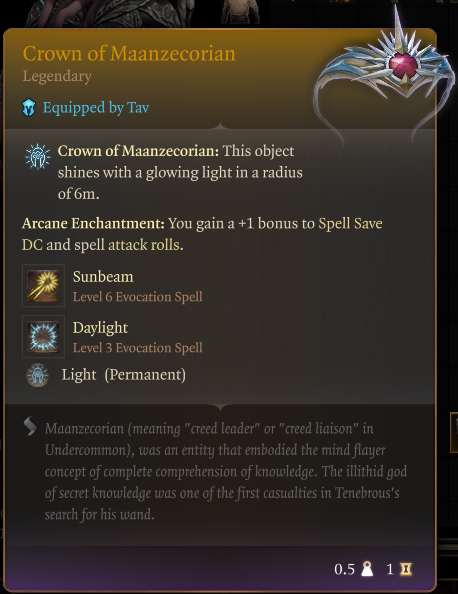 Crown of Maanzecorian
Legendary
Equipped by Tav
Crown of Maanzecorian: This object
shines with a glowing light in a radius
of 6m.
Arcane Enchantment: You gain a +1 bonus to Spell Save
DC and spell attack rolls.
Sunbeam
Level 6 Evocation Spell
Daylight
Level 3 Evocation Spell
Light (Permanent)
Maanzecorian (meaning "creed leader" or "creed liaison" in
Undercommon), was an entity that embodied the mind flayer
concept of complete comprehension of knowledge. The illithid god
of secret knowledge was one of the first casualties in Tenebrous's
search for his wand.
0.5 1